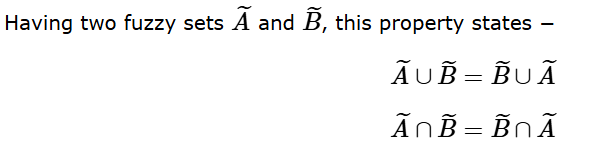 Having two fuzzy sets Ã and B̃, this property states −
Ã ∪ B̃ = B̃ ∪ Ã
Ã ∩ B̃ = B̃ ∩ Ã